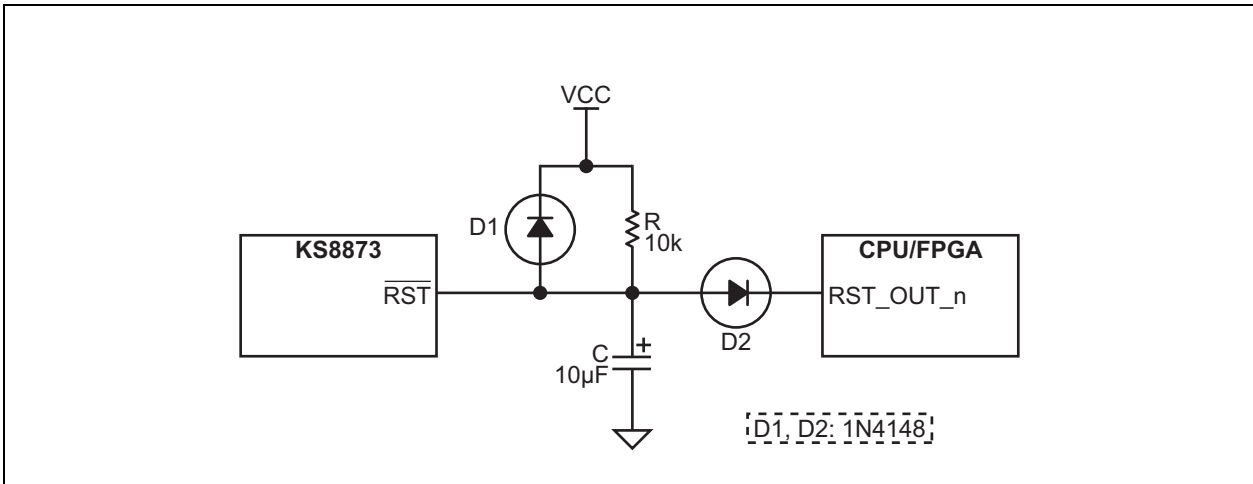 VCC
D1
R
10k
KS8873
RST
CPU/FPGA
RST_OUT_n
D2
C
+
10µF
D1, D2: 1N4148